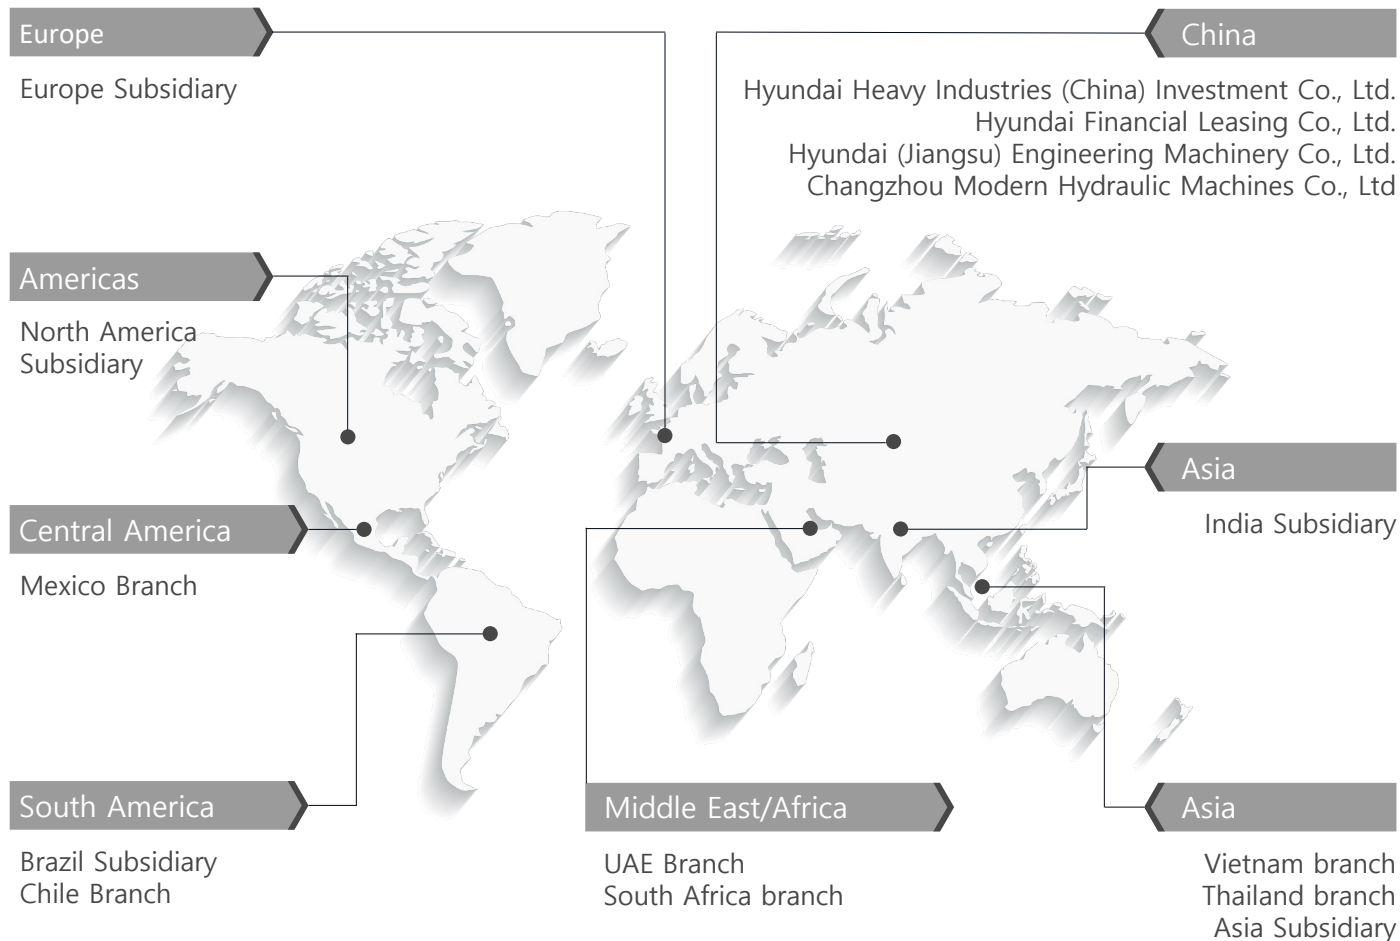 Europe
Europe Subsidiary
China
Hyundai Heavy Industries (China) Investment Co., Ltd.
Hyundai Financial Leasing Co., Ltd.
Hyundai (Jiangsu) Engineering Machinery Co., Ltd.
Changzhou Modern Hydraulic Machines Co., Ltd
Americas
North America
Subsidiary
Asia
India Subsidiary
Central America
Mexico Branch
South America
Brazil Subsidiary
Chile Branch
Middle East/Africa
UAE Branch
South Africa branch
Asia
Vietnam branch
Thailand branch
Asia Subsidiary